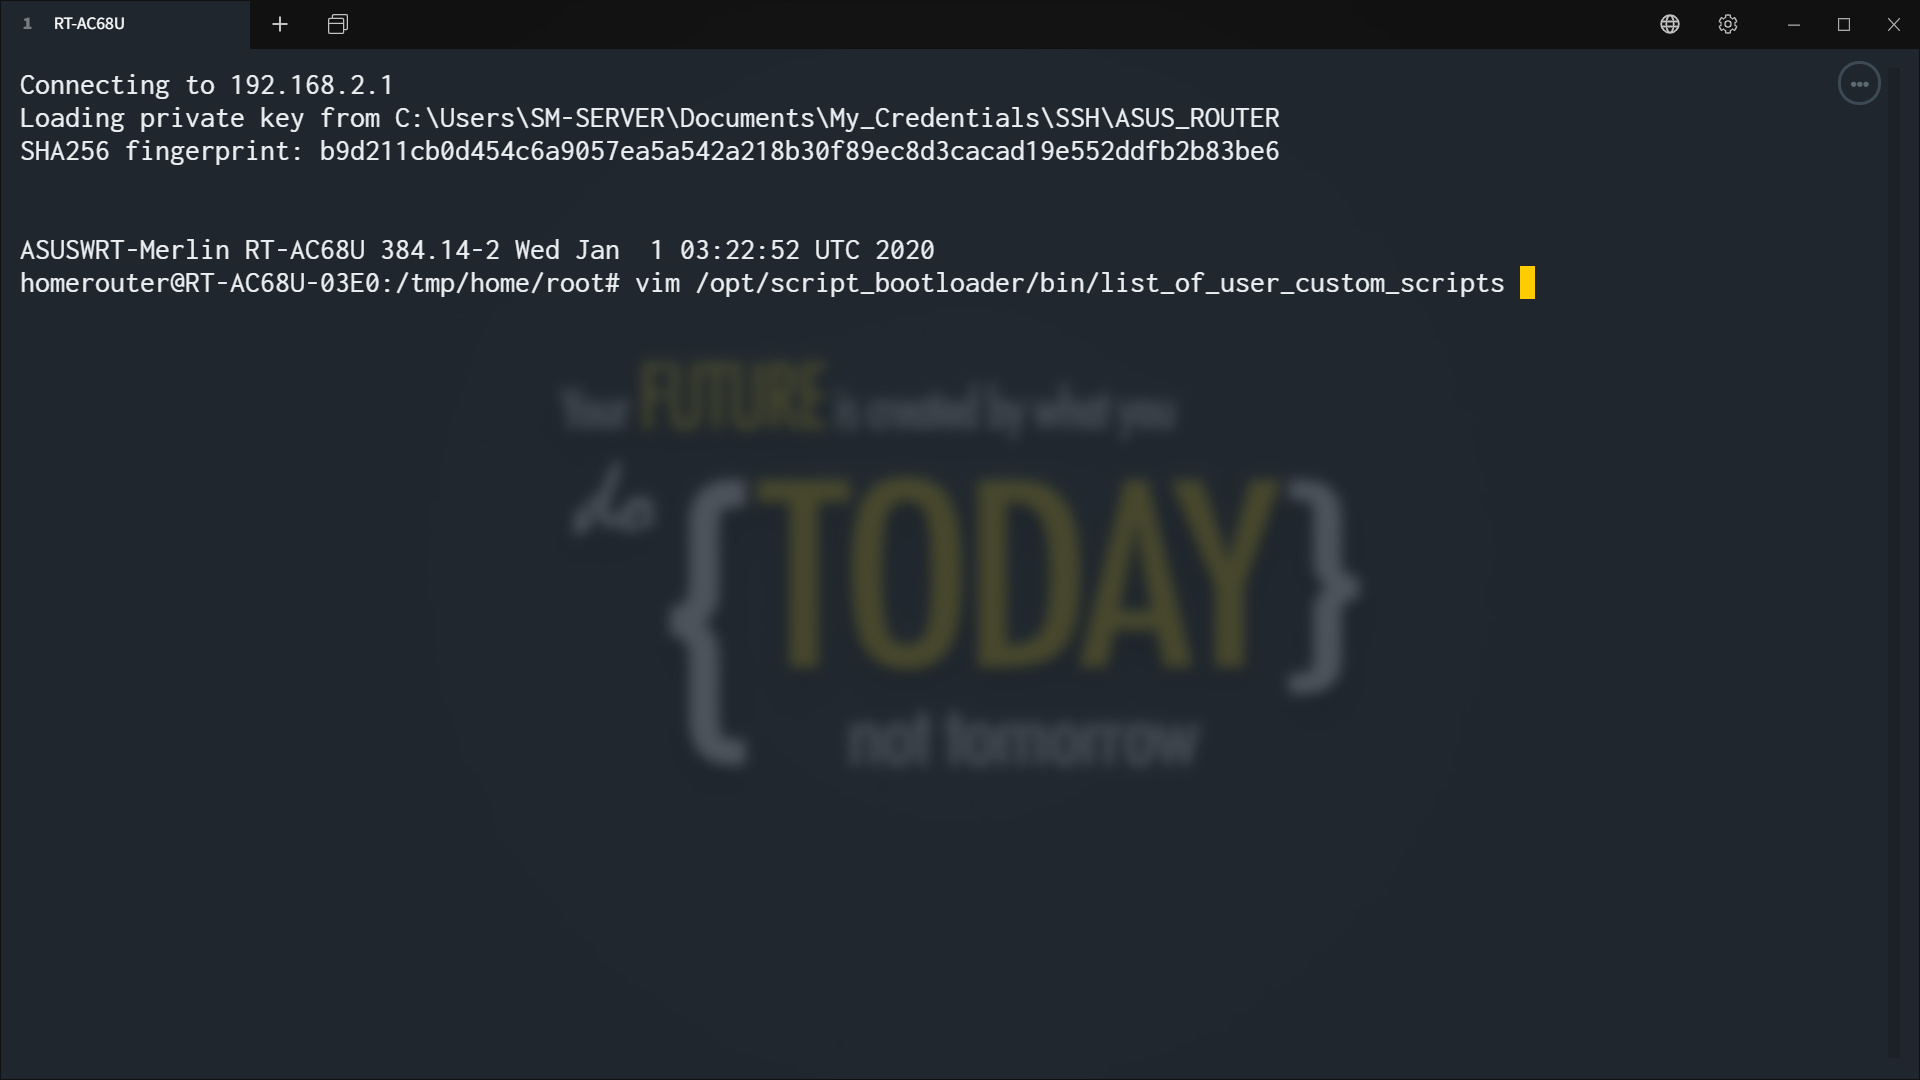 1 RT-AC68U
Connecting to 192.168.2.1
Loading private key from C:\Users\SM-SERVER\Documents\My_Credentials\SSH\ASUS_ROUTER
SHA256 fingerprint: b9d211cb0d454c6a9057ea5a542a218b30f89ec8d3cacad19e552ddfb2b83be6
ASUSWRT-Merlin RT-AC68U 384.14-2 Wed Jan  1 03:22:52 UTC 2020
homerouter@RT-AC68U-03E0:/tmp/home/root# vim /opt/script_bootloader/bin/list_of_user_custom_scripts
Your FUTURE is created by what you
do {TODAY}
not tomorrow